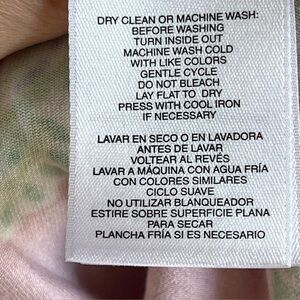 DRY CLEAN OR MACHINE WASH:
BEFORE WASHING
TURN INSIDE OUT
MACHINE WASH COLD
WITH LIKE COLORS
GENTLE CYCLE
DO NOT BLEACH
LAY FLAT TO DRY
PRESS WITH COOL IRON
IF NECESSARY
LAVAR EN SECO O EN LAVADORA
ANTES DE LAVAR
VOLTEAR AL REVÉS
LAVAR A MÁQUINA CON AGUA FRÍA
CON COLORES SIMILARES
CICLO SUAVE
NO UTILIZAR BLANQUEADOR
ESTIRE SOBRE SUPERFICIE PLANA
PARA SECAR
PLANCHA FRÍA SI ES NECESARIO